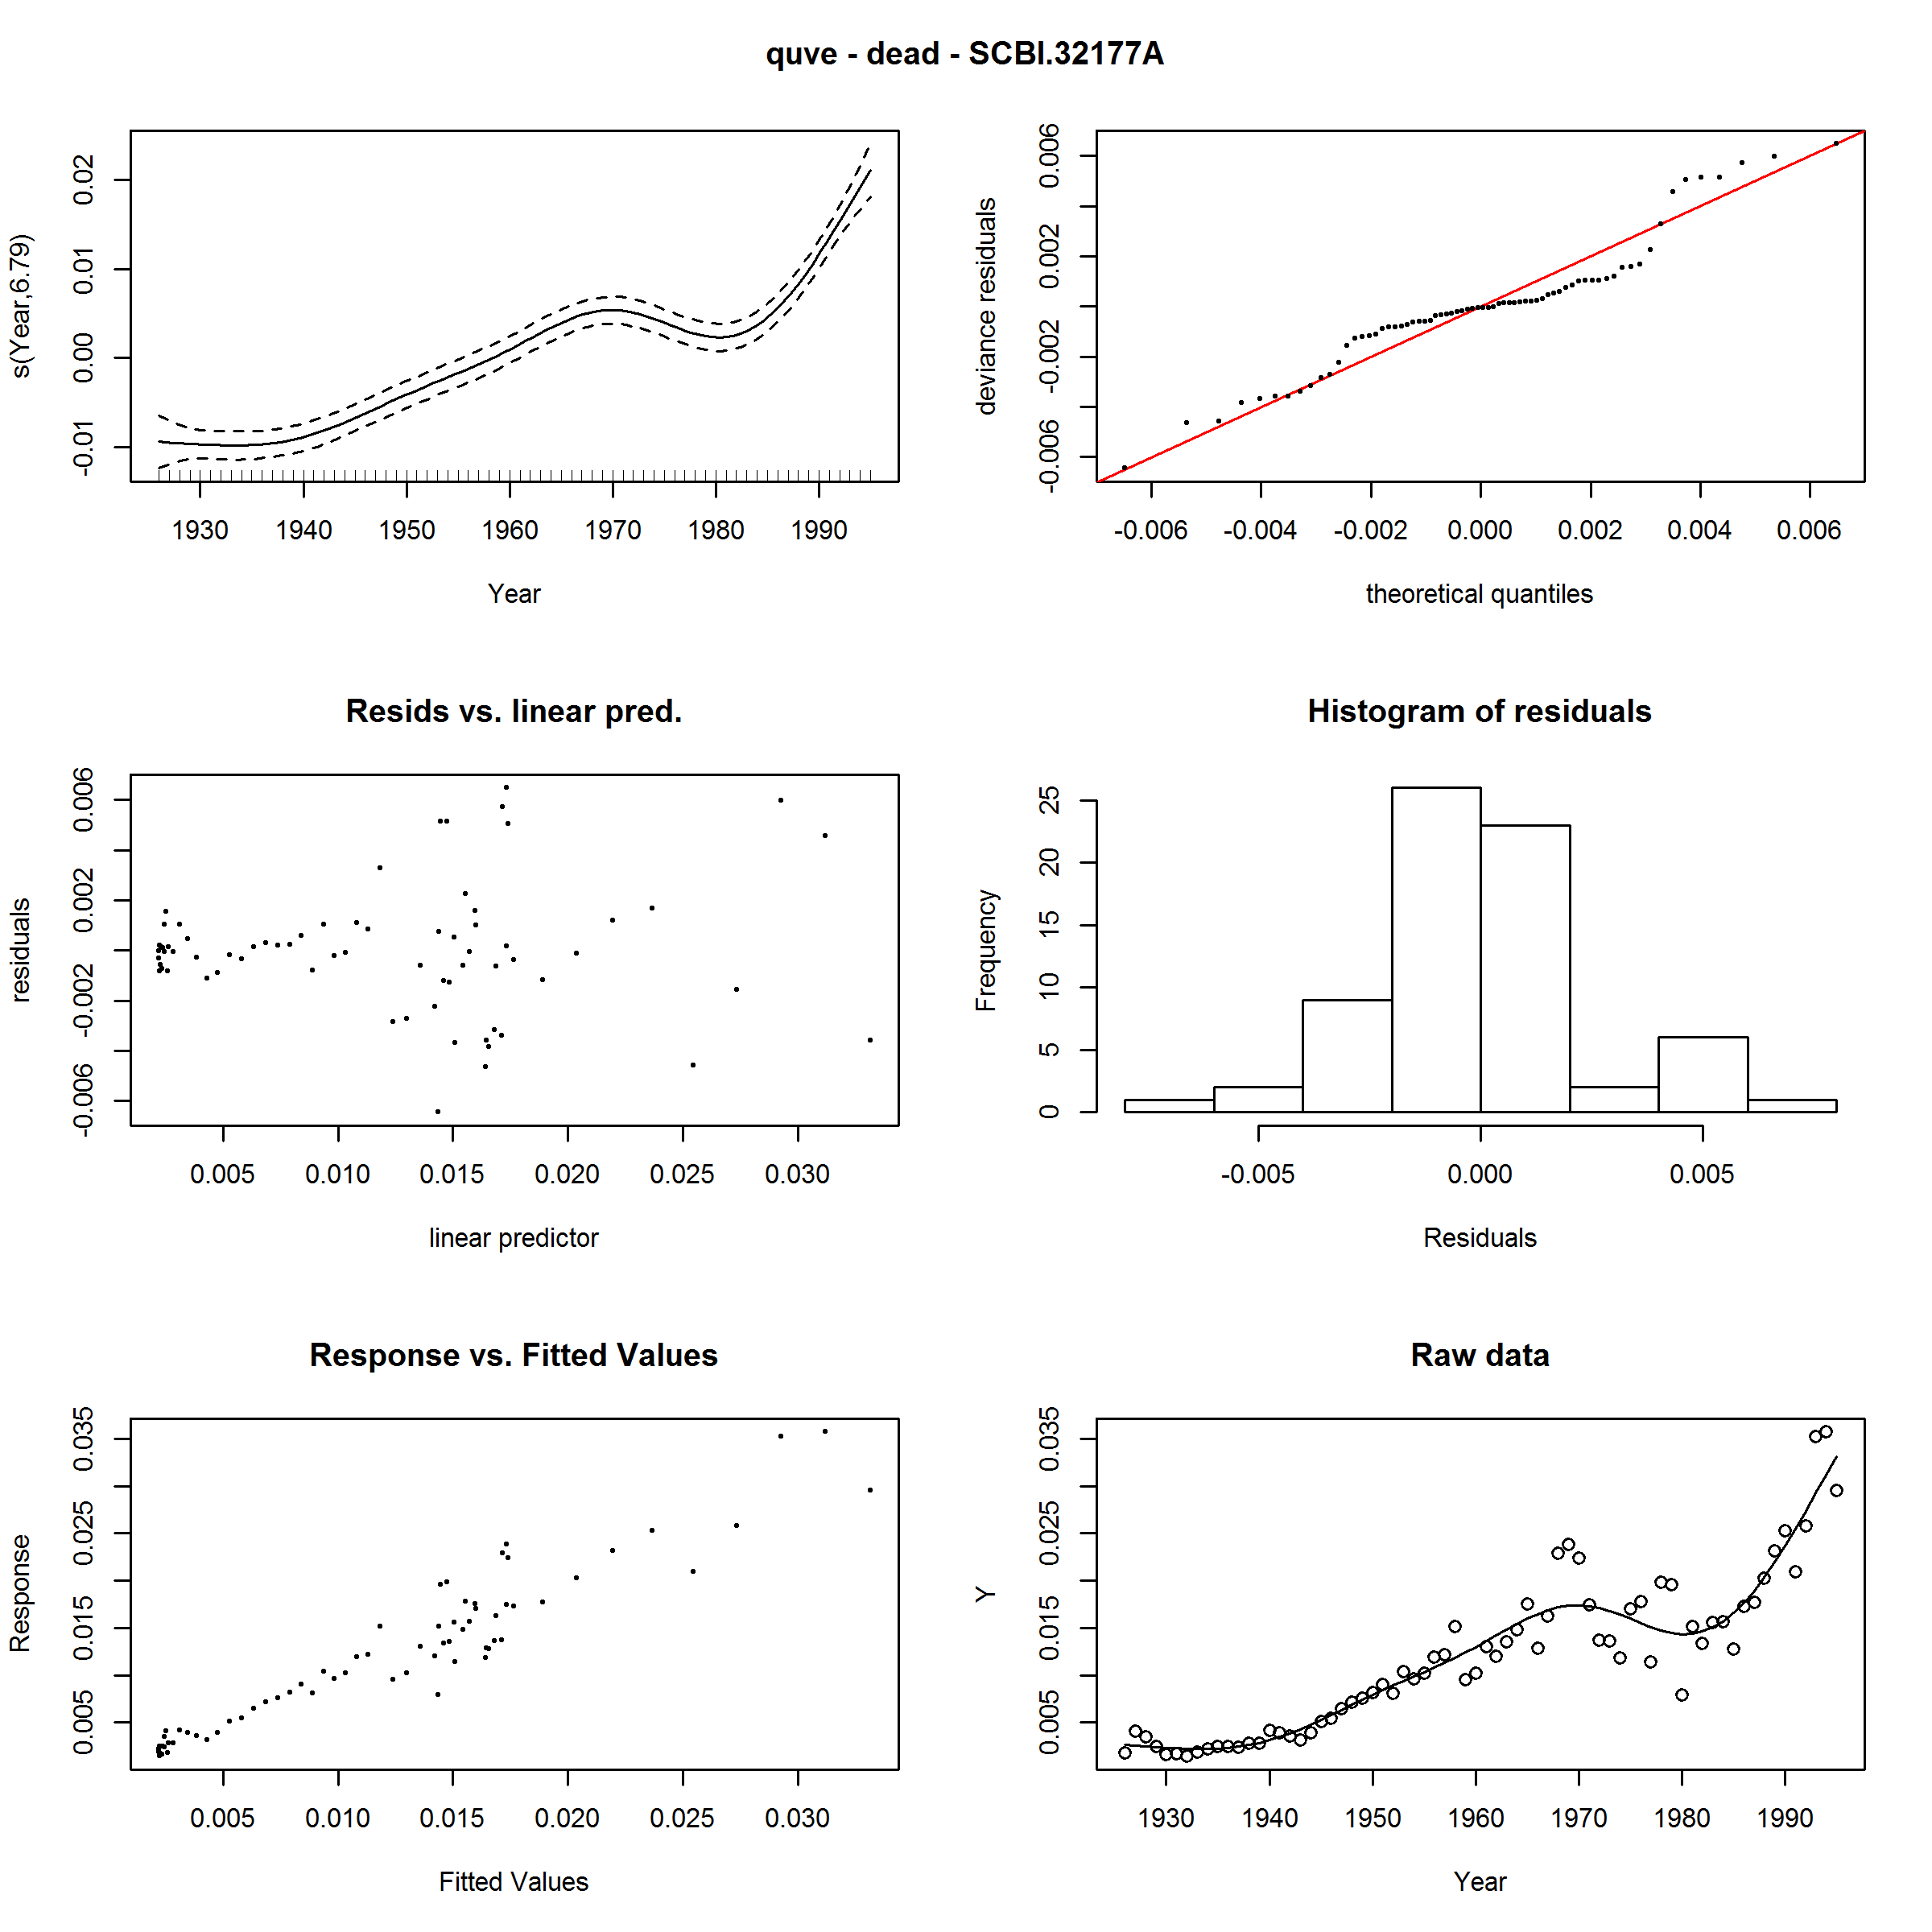 quve - dead - SCBI.32177A
s(Year,6.79)
-0.01 0.00 0.01 0.02
1930 1940 1950 1960 1970 1980 1990
Year
deviance residuals
-0.006 -0.002 0.002 0.006
-0.006 -0.004 -0.002 0.000 0.002 0.004 0.006
theoretical quantiles
Resids vs. linear pred.
residuals
-0.006 -0.002 0.002 0.006
0.005 0.010 0.015 0.020 0.025 0.030
linear predictor
Histogram of residuals
Frequency
0 5 10 15 20 25
-0.005 0.000 0.005
Residuals
Response vs. Fitted Values
Response
0.005 0.015 0.025 0.035
0.005 0.010 0.015 0.020 0.025 0.030
Fitted Values
Raw data
Y
0.005 0.015 0.025 0.035
1930 1940 1950 1960 1970 1980 1990
Year